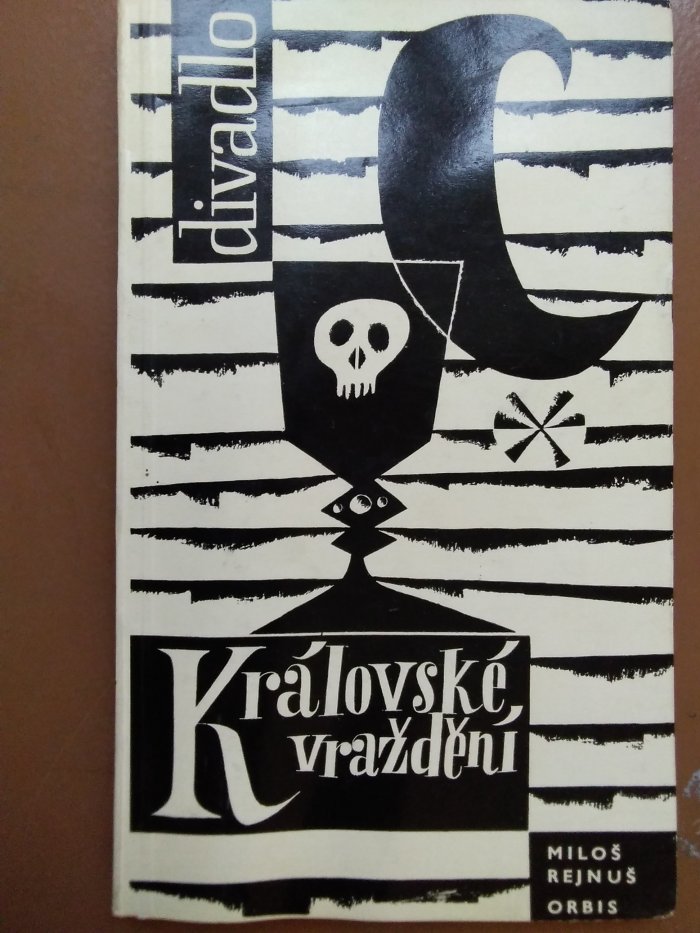 divadlo
Královské
vraždění
MILOŠ
REJNUŠ
ORBIS